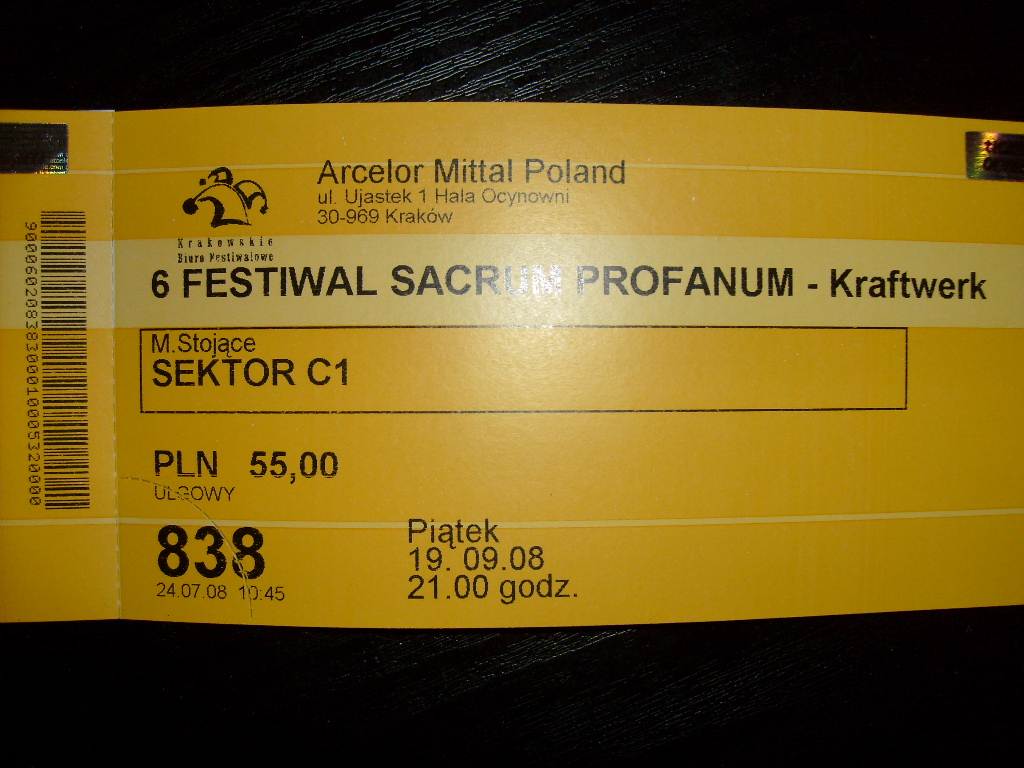 Arcelor Mittal Poland
ul. Ujastek 1 Hala Ocynowni
30-969 Kraków
Krakowskie
Biuro Festiwalowe
6 FESTIWAL SACRUM PROFANUM - Kraftwerk
M.Stojące
SEKTOR C1
PLN 55,00
ULGOWY
838
24.07.08 10:45
Piątek
19. 09.08
21.00 godz.